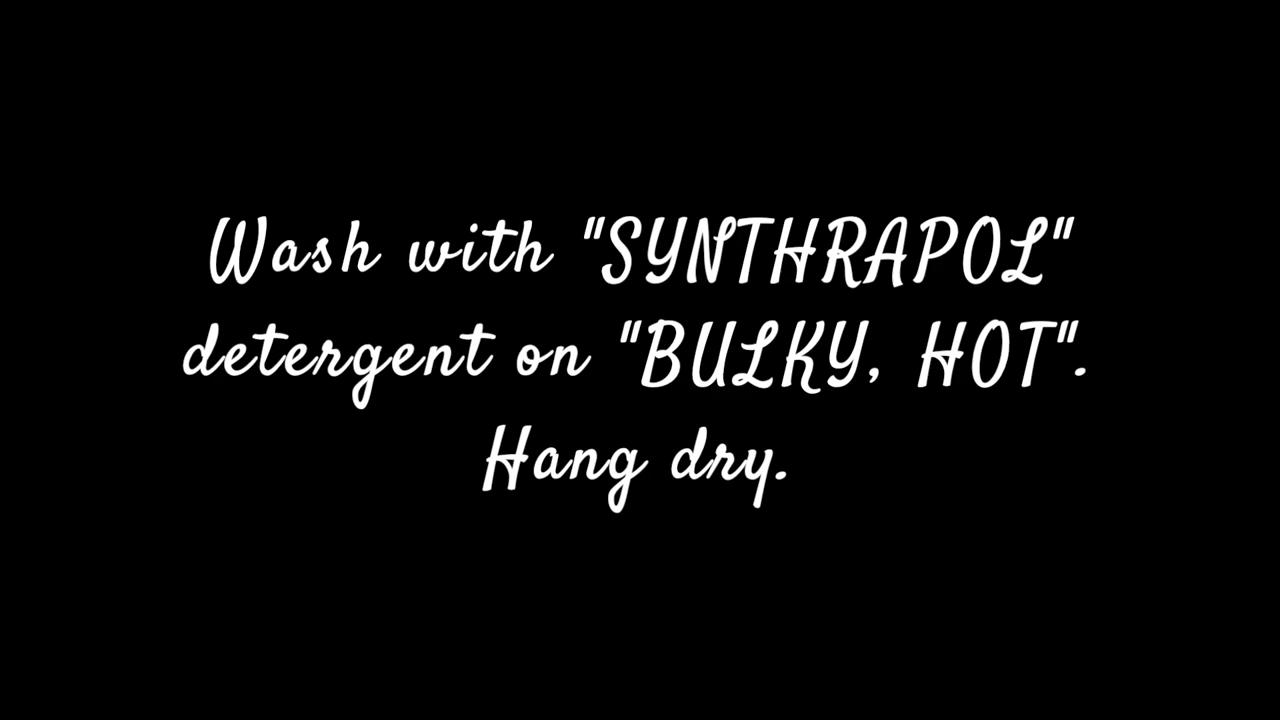 Wash with "SYNTHRAPOL"
detergent on "BULKY, HOT".
Hang dry.